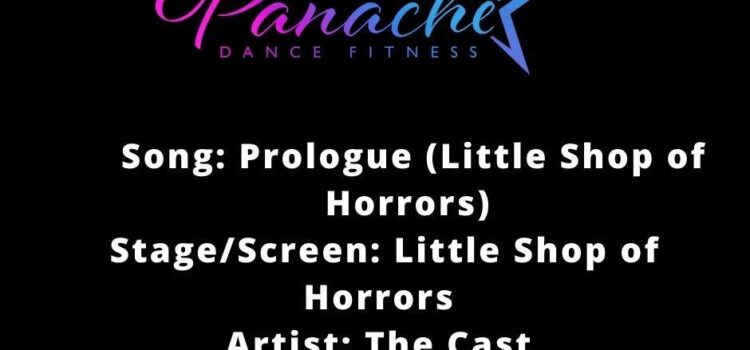 Panache
DANCE FITNESS
Song: Prologue (Little Shop of
Horrors)
Stage/Screen: Little Shop of
Horrors
Artist: The Cast